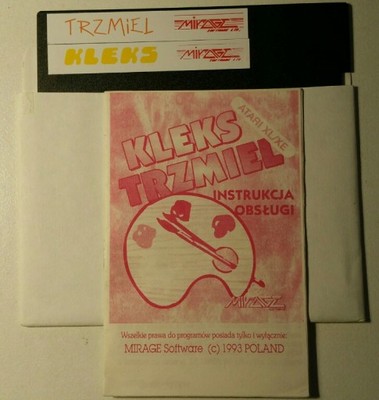 TRZMIEL MIRAGE
KLEKS MIRAGE
ATARI XL/XE
KLEKS
TRZMIEL
INSTRUKCJA
OBSŁUGI
MIRAGE
Wszelkie prawa do programów posiada tylko i wyłącznie:
MIRAGE Software (c) 1993 POLAND